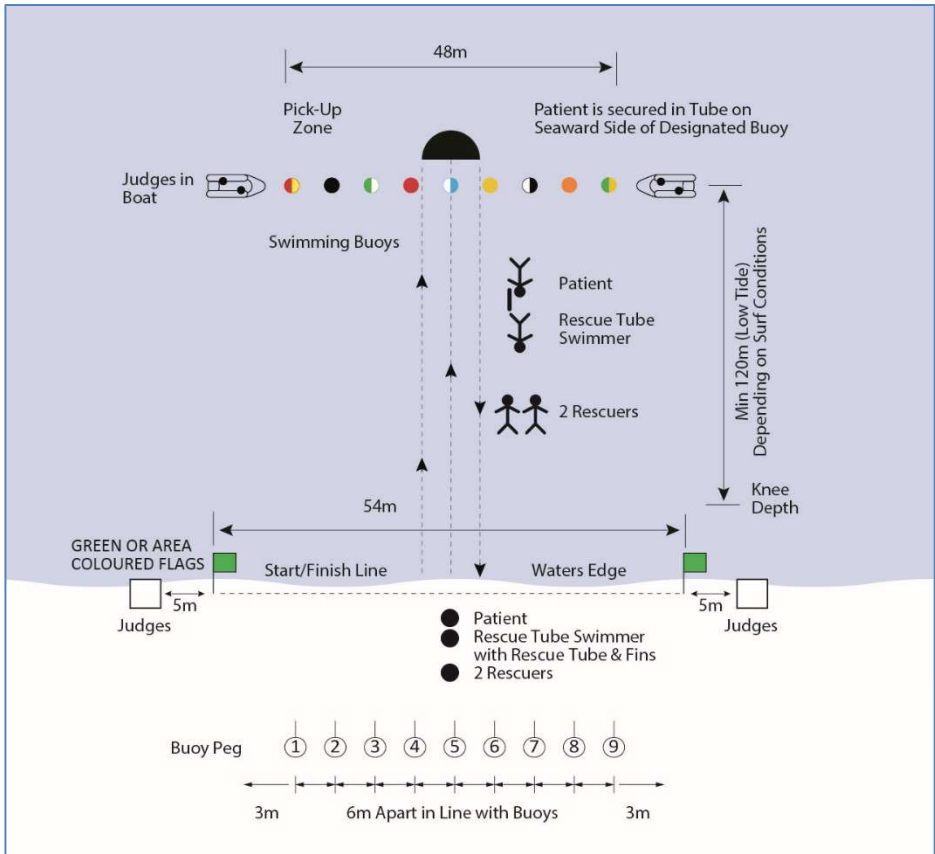 48m
Pick-Up
Zone
Patient is secured in Tube on
Seaward Side of Designated Buoy
Judges in
Boat
Swimming Buoys
Patient
Rescue Tube
Swimmer
2 Rescuers
Min 120m (Low Tide)
Depending on Surf Conditions
Knee
Depth
54m
GREEN OR AREA
COLOURED FLAGS
Start/Finish Line
Waters Edge
5m
5m
Judges
Judges
Patient
Rescue Tube Swimmer
with Rescue Tube & Fins
2 Rescuers
Buoy Peg
1 2 3 4 5 6 7 8 9
3m
6m Apart in Line with Buoys
3m